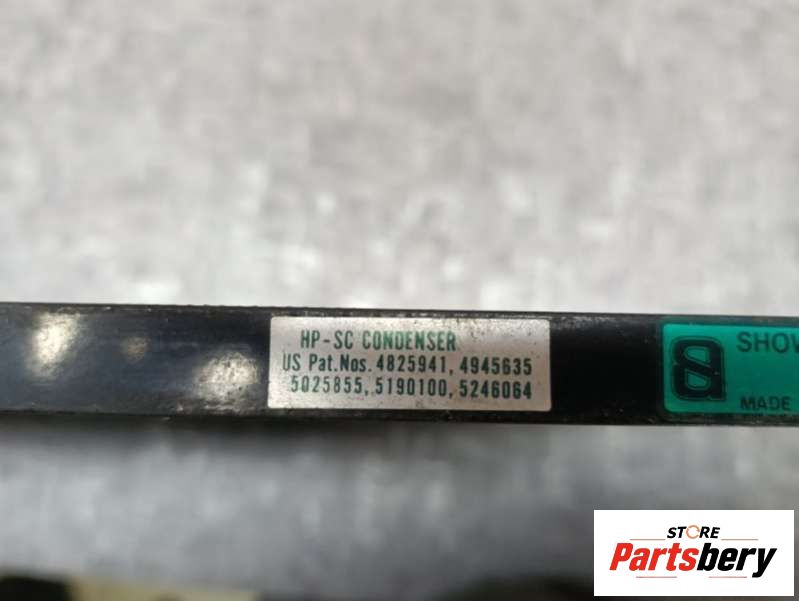 HP-SC CONDENSER
US Pat.Nos. 4825941, 4945635
5025855, 5190100, 5246064
SHOW
MADE
STORE
Partsbery